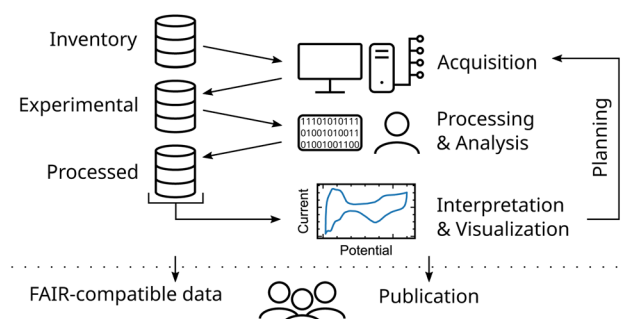 Inventory
Acquisition
Experimental
11101010111
01001010011
01001001100
Processing
& Analysis
Planning
Processed
Current
Potential
Interpretation
& Visualization
FAIR-compatible data
Publication